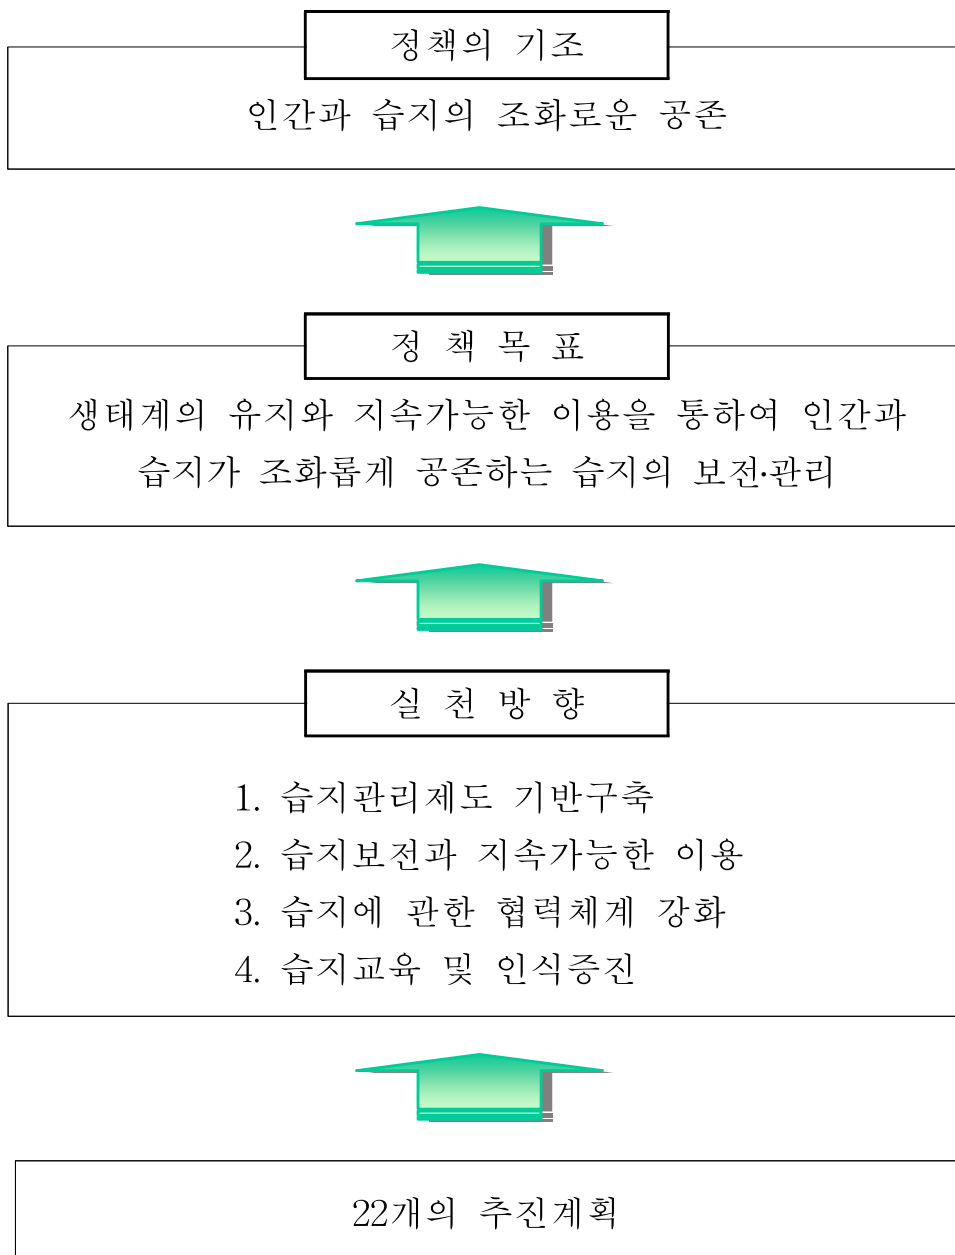 정책의 기조
인간과 습지의 조화로운 공존
정 책 목 표
생태계의 유지와 지속가능한 이용을 통하여 인간과
습지가 조화롭게 공존하는 습지의 보전·관리
실 천 방 향
1. 습지관리제도 기반구축
2. 습지보전과 지속가능한 이용
3. 습지에 관한 협력체계 강화
4. 습지교육 및 인식증진
22개의 추진계획